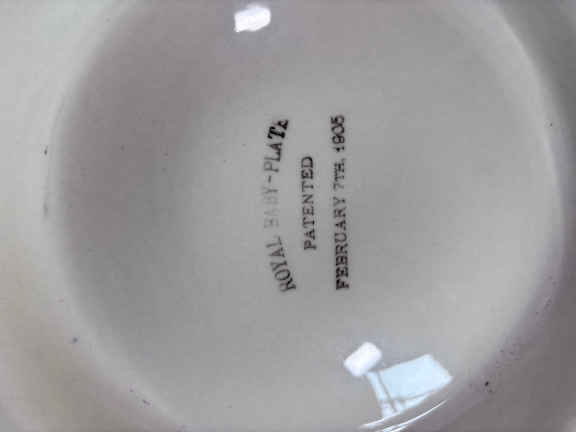 ROYAL BABY-PLATE
PATENTED
FEBRUARY 7TH, 1905